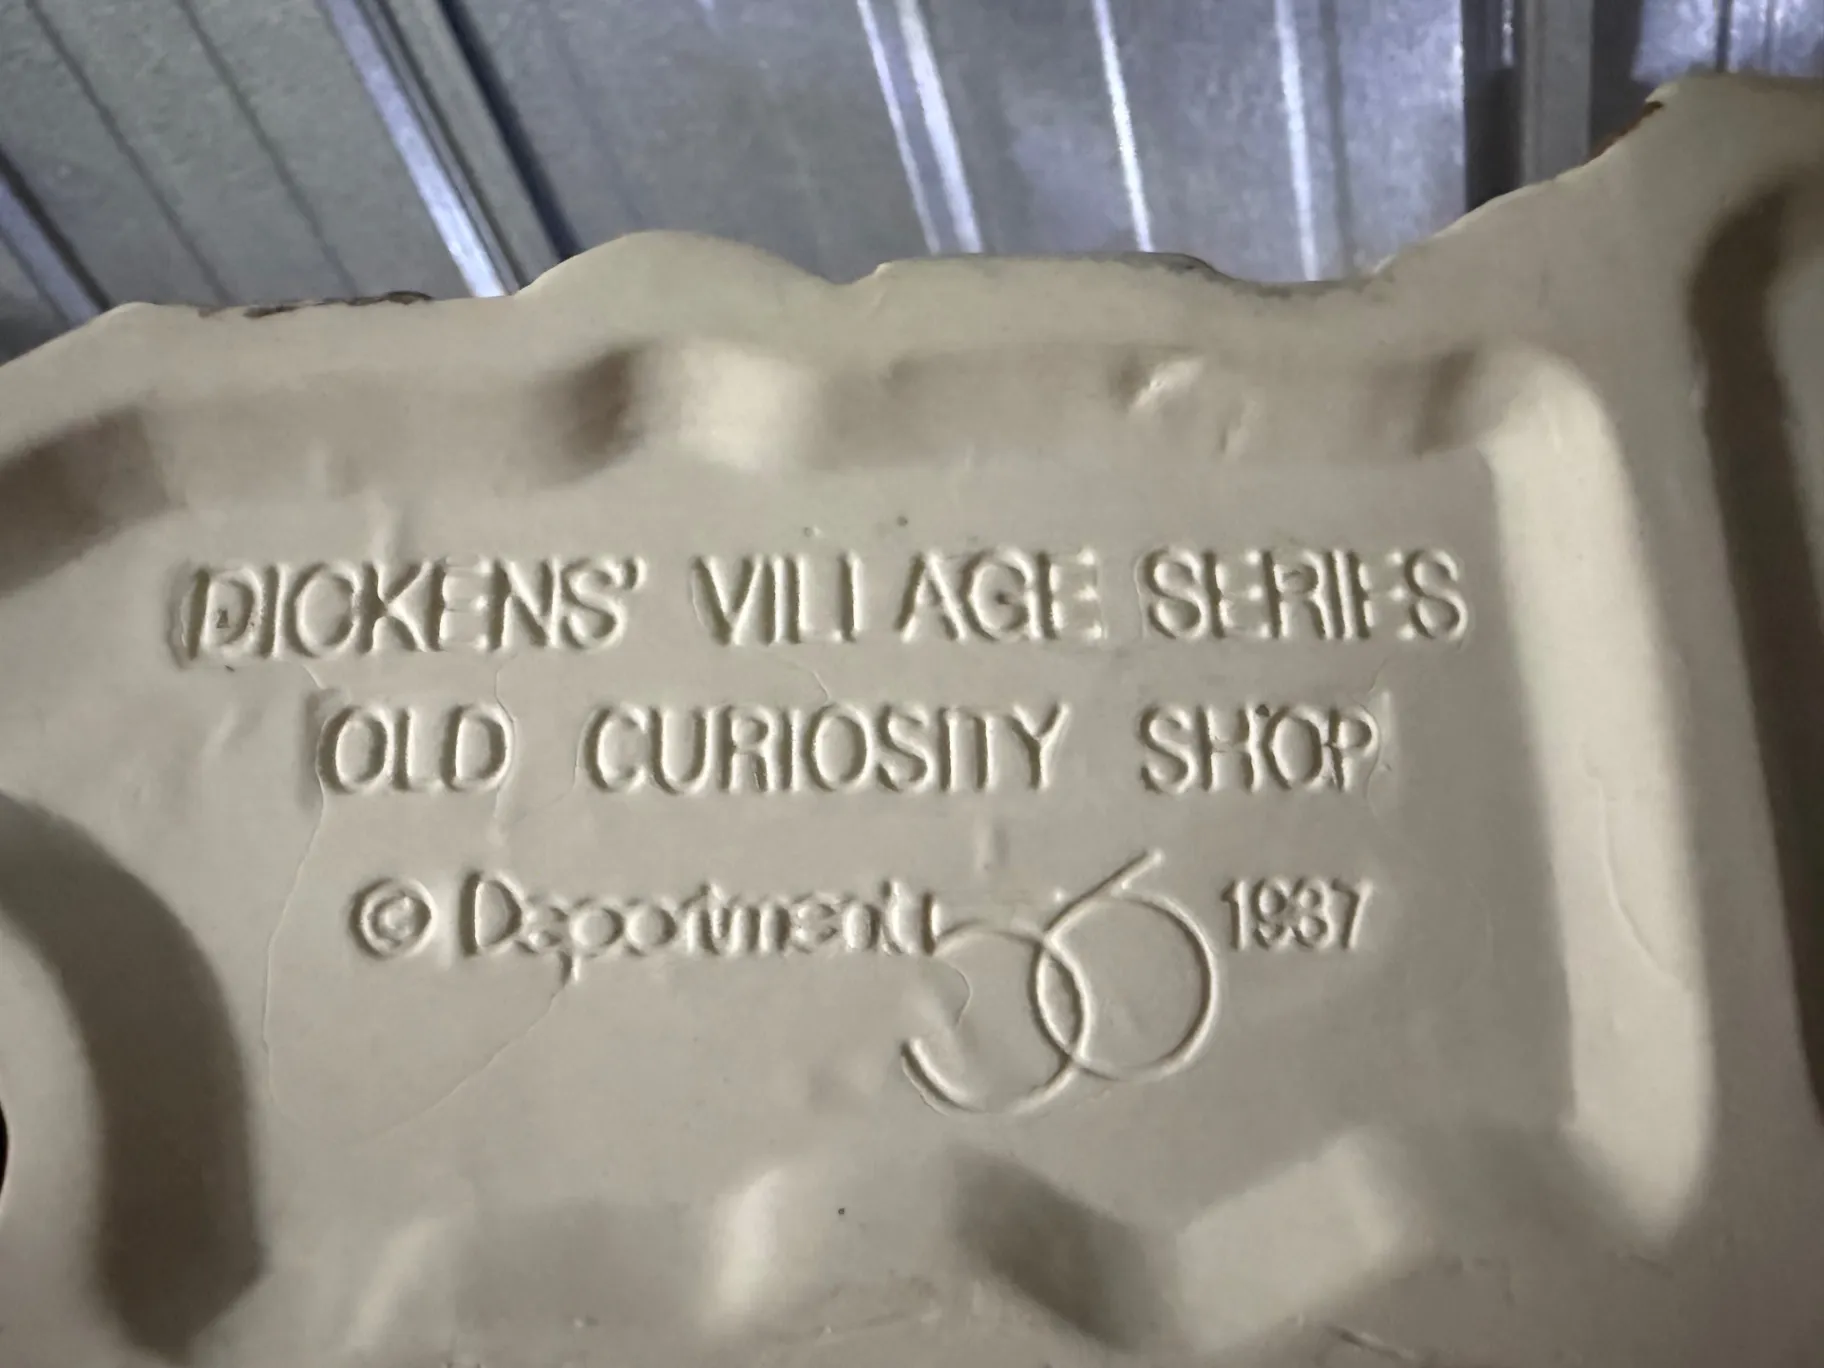 DICKENS' VILLAGE SERIES
OLD CURIOSITY SHOP
© Department 56 1987